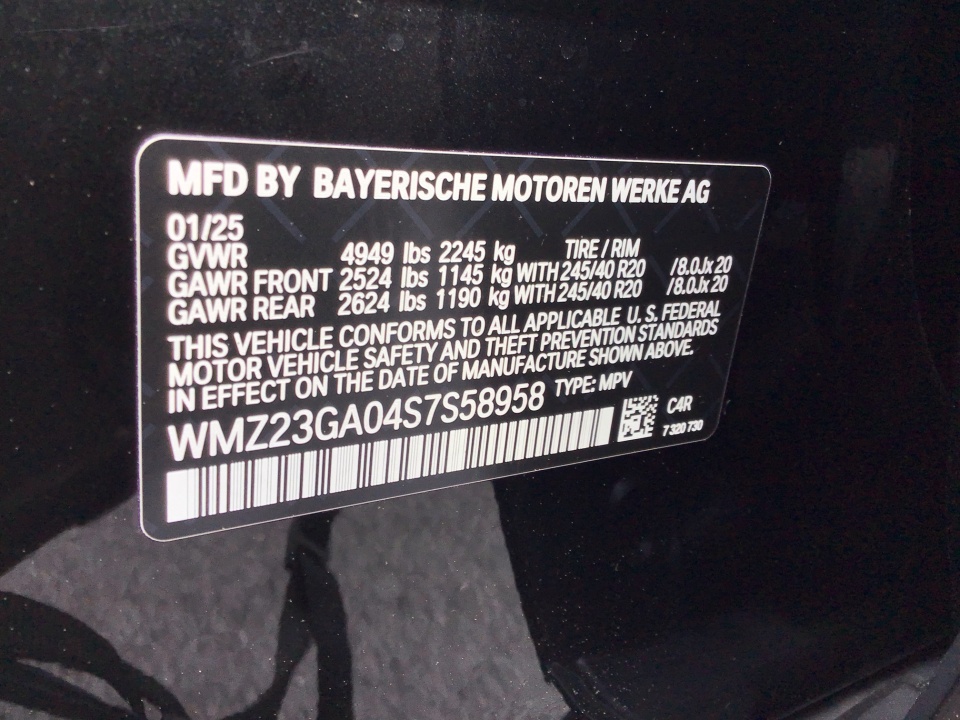 MFD BY BAYERISCHE MOTOREN WERKE AG
01/25
GVWR 4949 lbs 2245 kg TIRE / RIM
GAWR FRONT 2524 lbs 1145 kg WITH 245/40 R20 /8.0Jx 20
GAWR REAR 2624 lbs 1190 kg WITH 245/40 R20 /8.0Jx 20
THIS VEHICLE CONFORMS TO ALL APPLICABLE U. S. FEDERAL
MOTOR VEHICLE SAFETY AND THEFT PREVENTION STANDARDS
IN EFFECT ON THE DATE OF MANUFACTURE SHOWN ABOVE.
WMZ23GA04S7S58958 TYPE: MPV
C4R
7 320 730